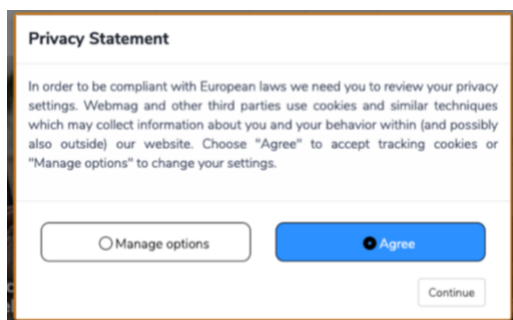 Privacy Statement
In order to be compliant with European laws we need you to review your privacy
settings. Webmag and other third parties use cookies and similar techniques
which may collect information about you and your behavior within (and possibly
also outside) our website. Choose "Agree" to accept tracking cookies or
"Manage options" to change your settings.
Manage options
Agree
Continue